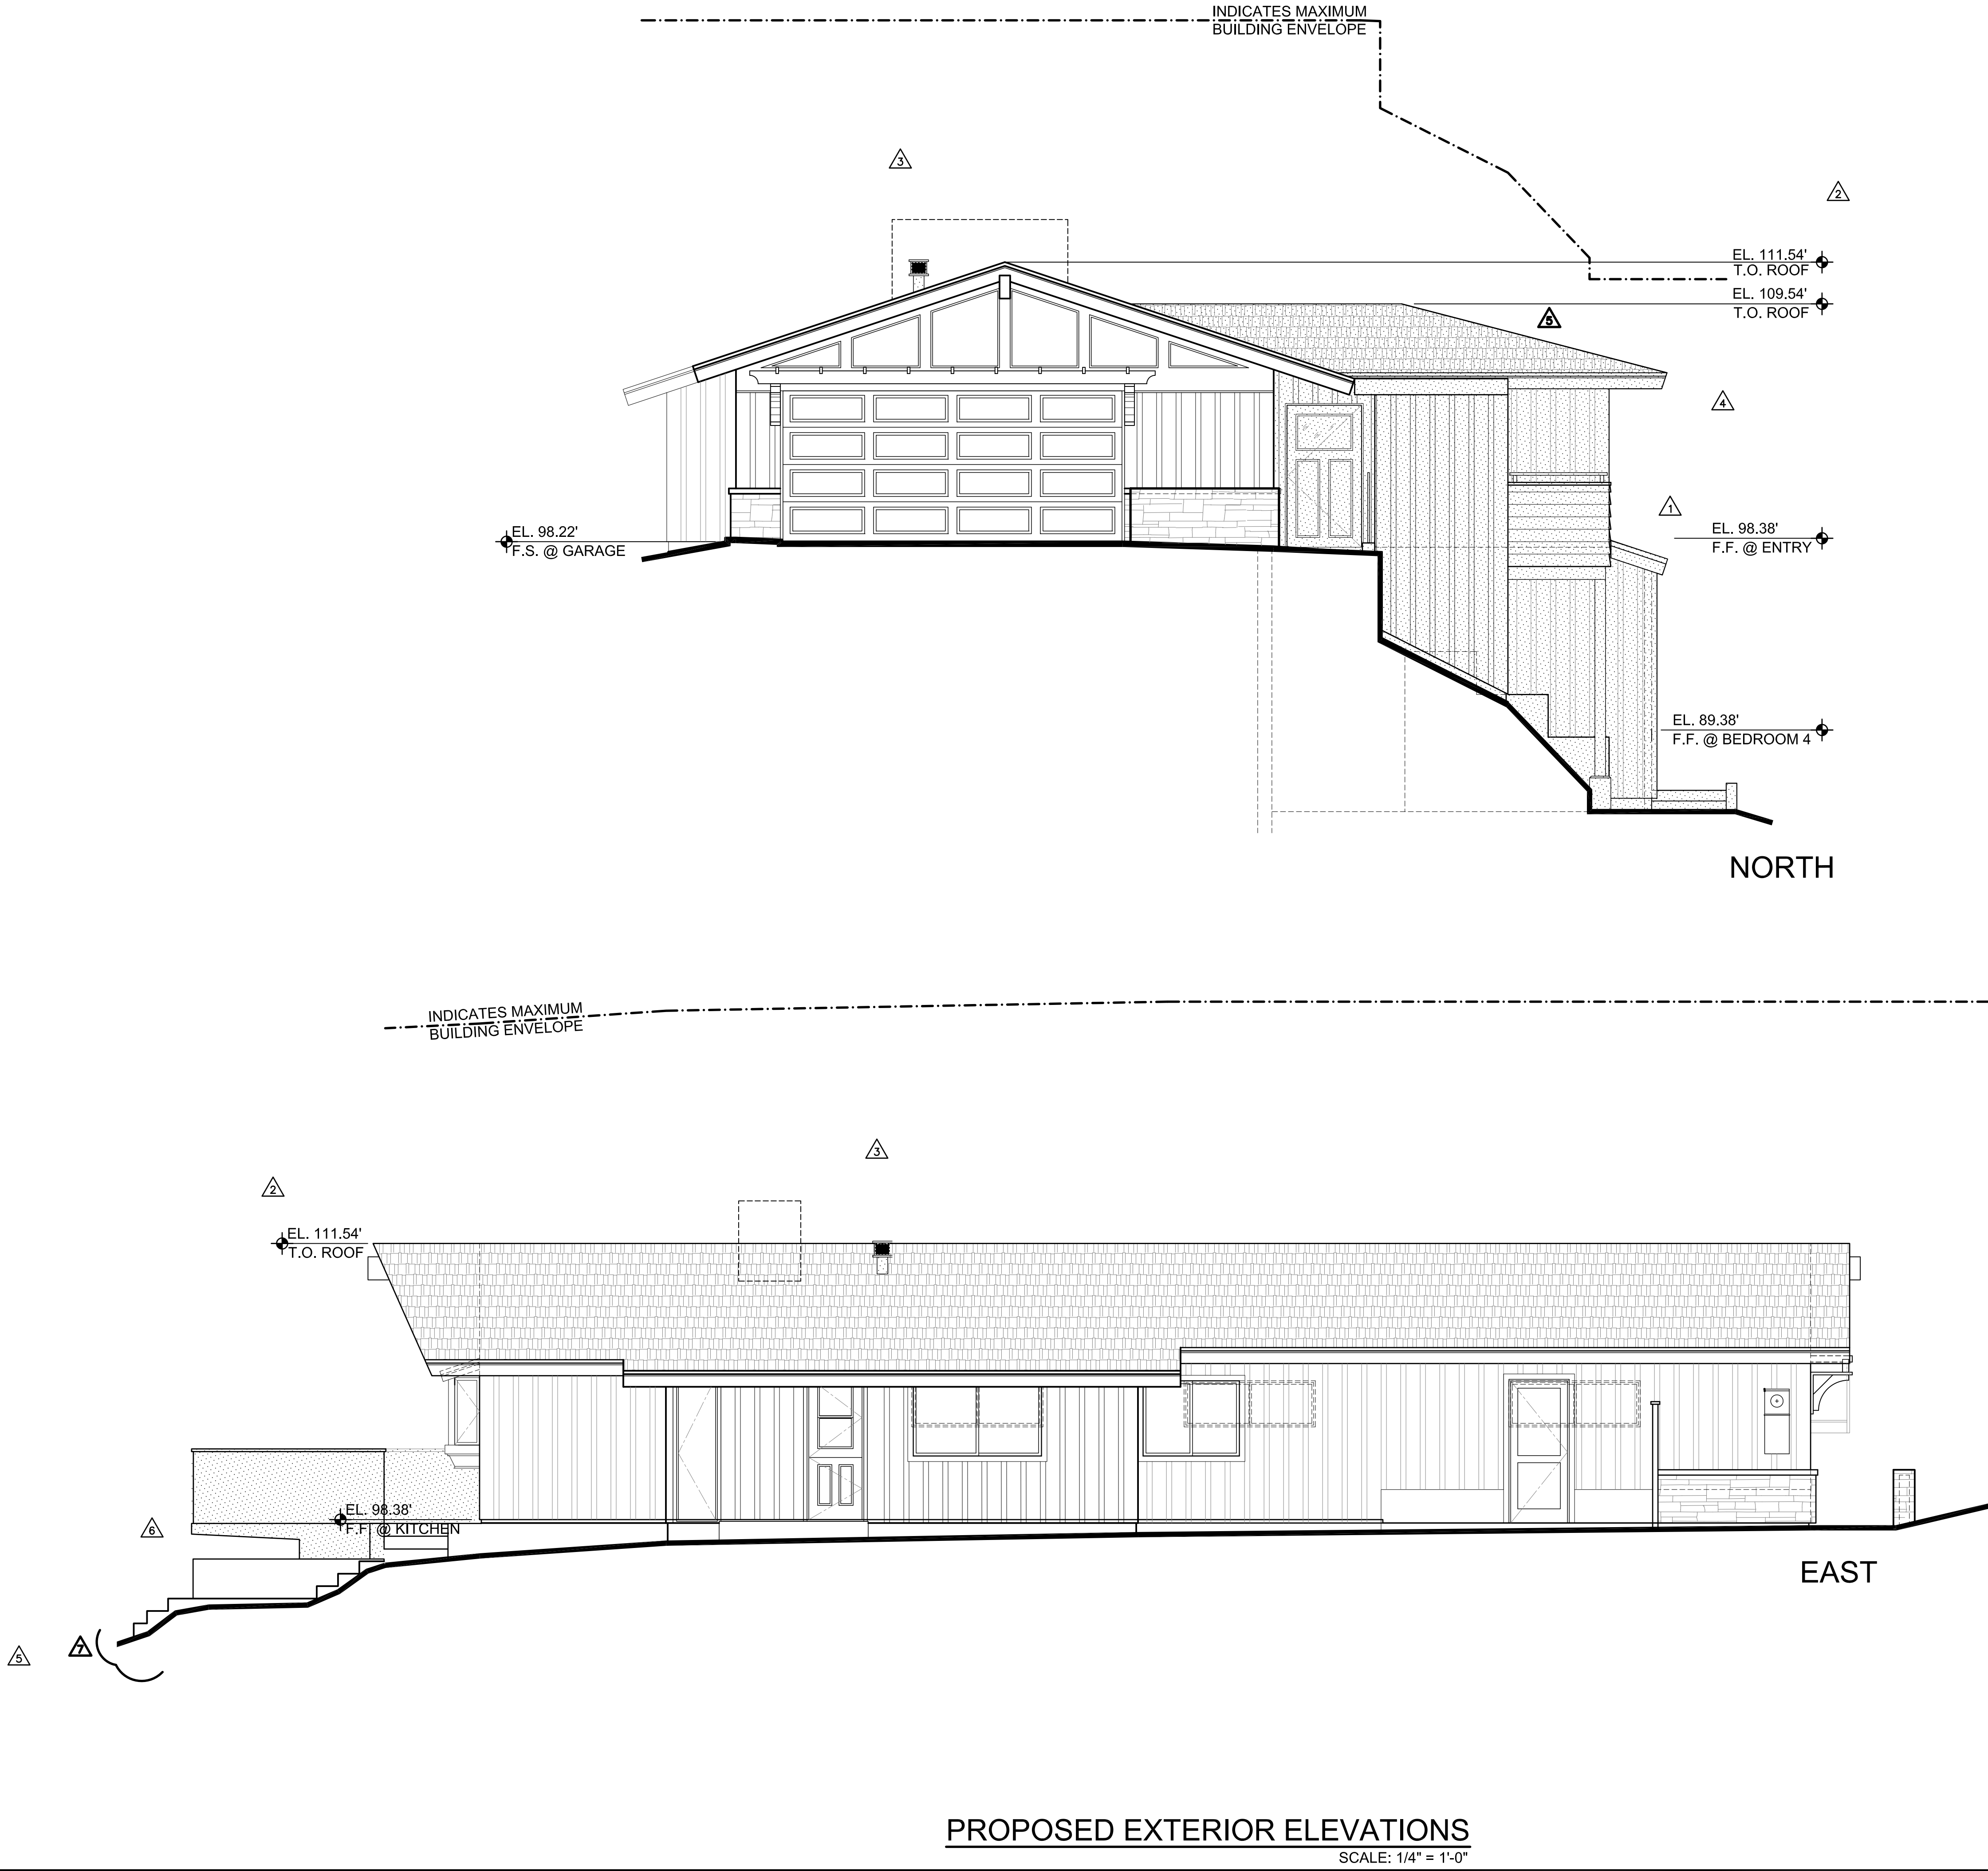 INDICATES MAXIMUM
BUILDING ENVELOPE
3
2
EL. 111.54'
T.O. ROOF
EL. 109.54'
T.O. ROOF
5
4
1
EL. 98.22'
F.S. @ GARAGE
EL. 98.38'
F.F. @ ENTRY
EL. 89.38'
F.F. @ BEDROOM 4
NORTH
INDICATES MAXIMUM
BUILDING ENVELOPE
3
2
EL. 111.54'
T.O. ROOF
EL. 98.38'
F.F. @ KITCHEN
6
EAST
5
7
PROPOSED EXTERIOR ELEVATIONS
SCALE: 1/4" = 1'-0"